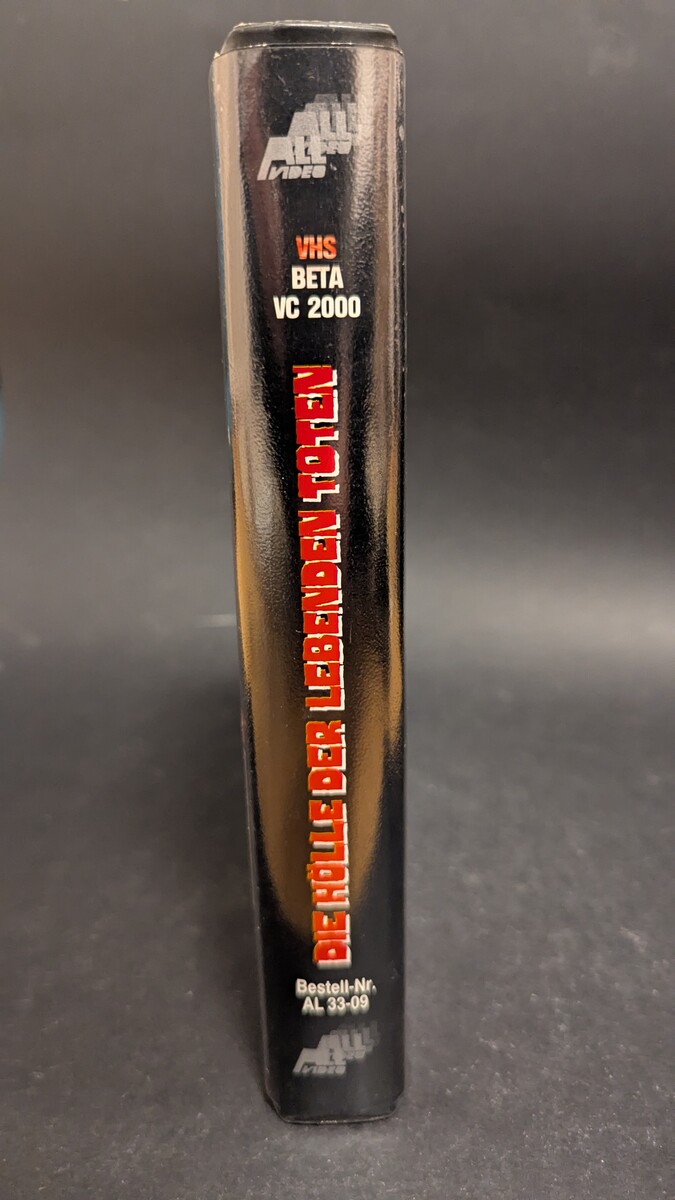 ALL
VIDEO
VHS
BETA
VC 2000
DIE HÖLLE DER LEBENDEN TOTEN
Bestell-Nr.
AL 33-09
ALL
VIDEO